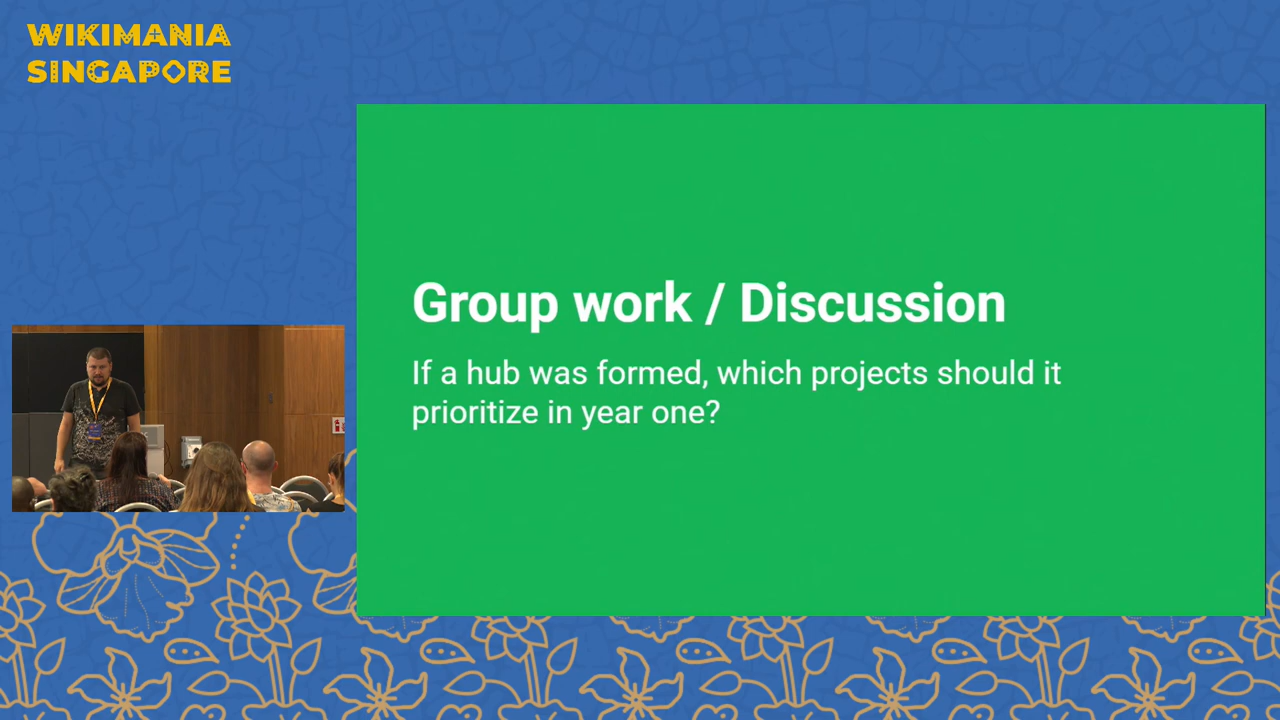 WIKIMANIA
SINGAPORE
Group work / Discussion
If a hub was formed, which projects should it
prioritize in year one?